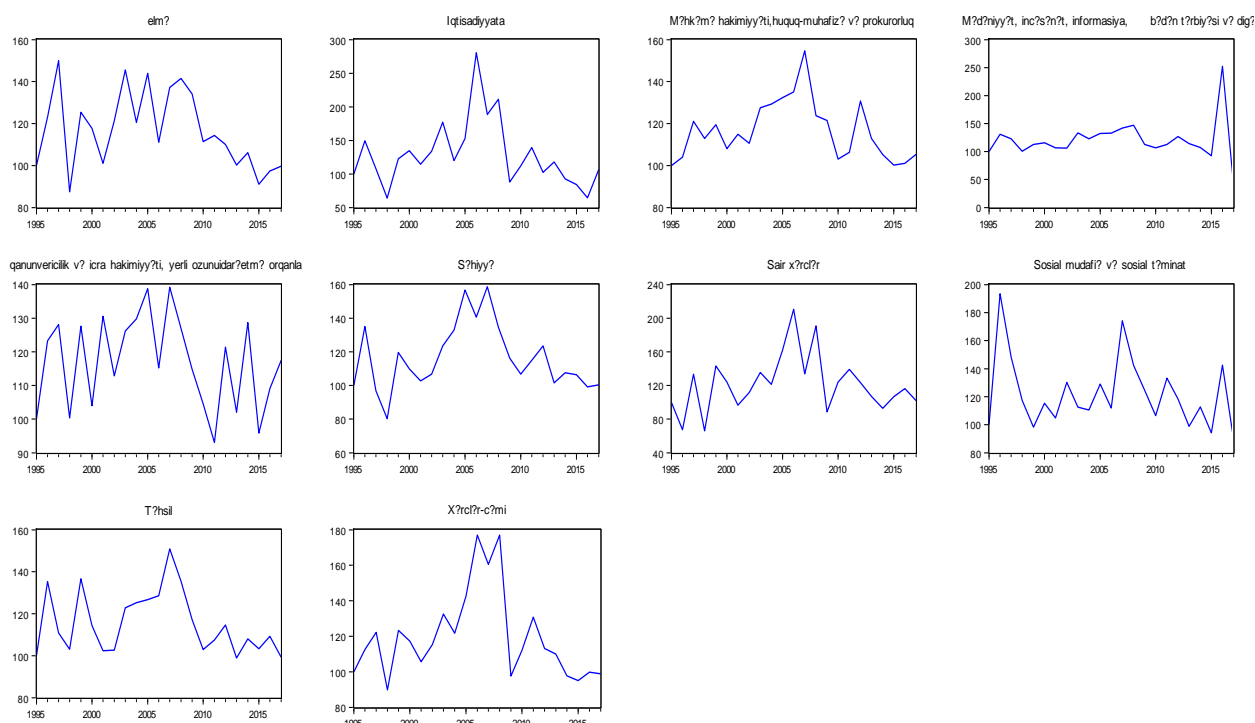 elm?
160
140
120
100
80
1995 2000 2005 2010 2015
Iqtisadiyyata
300
250
200
150
100
50
1995 2000 2005 2010 2015
M?hk?m? hakimiyy?ti,huquq-muhafiz? v? prokurorluq
160
140
120
100
80
1995 2000 2005 2010 2015
M?d?niyy?t, inc?s?n?t, informasiya, b?d?n t?rbiy?si v? dig?
300
250
200
150
100
50
0
1995 2000 2005 2010 2015
qanunvericilik v? icra hakimiyy?ti, yerli ozunuidar?etm? orqanla
140
130
120
110
100
90
1995 2000 2005 2010 2015
S?hiyy?
160
140
120
100
80
60
1995 2000 2005 2010 2015
Sair x?rcl?r
240
200
160
120
80
40
1995 2000 2005 2010 2015
Sosial mudafi? v? sosial t?minat
200
180
160
140
120
100
80
1995 2000 2005 2010 2015
T?hsil
160
140
120
100
80
1995 2000 2005 2010 2015
X?rcl?r-c?mi
180
160
140
120
100
80
1995 2000 2005 2010 2015